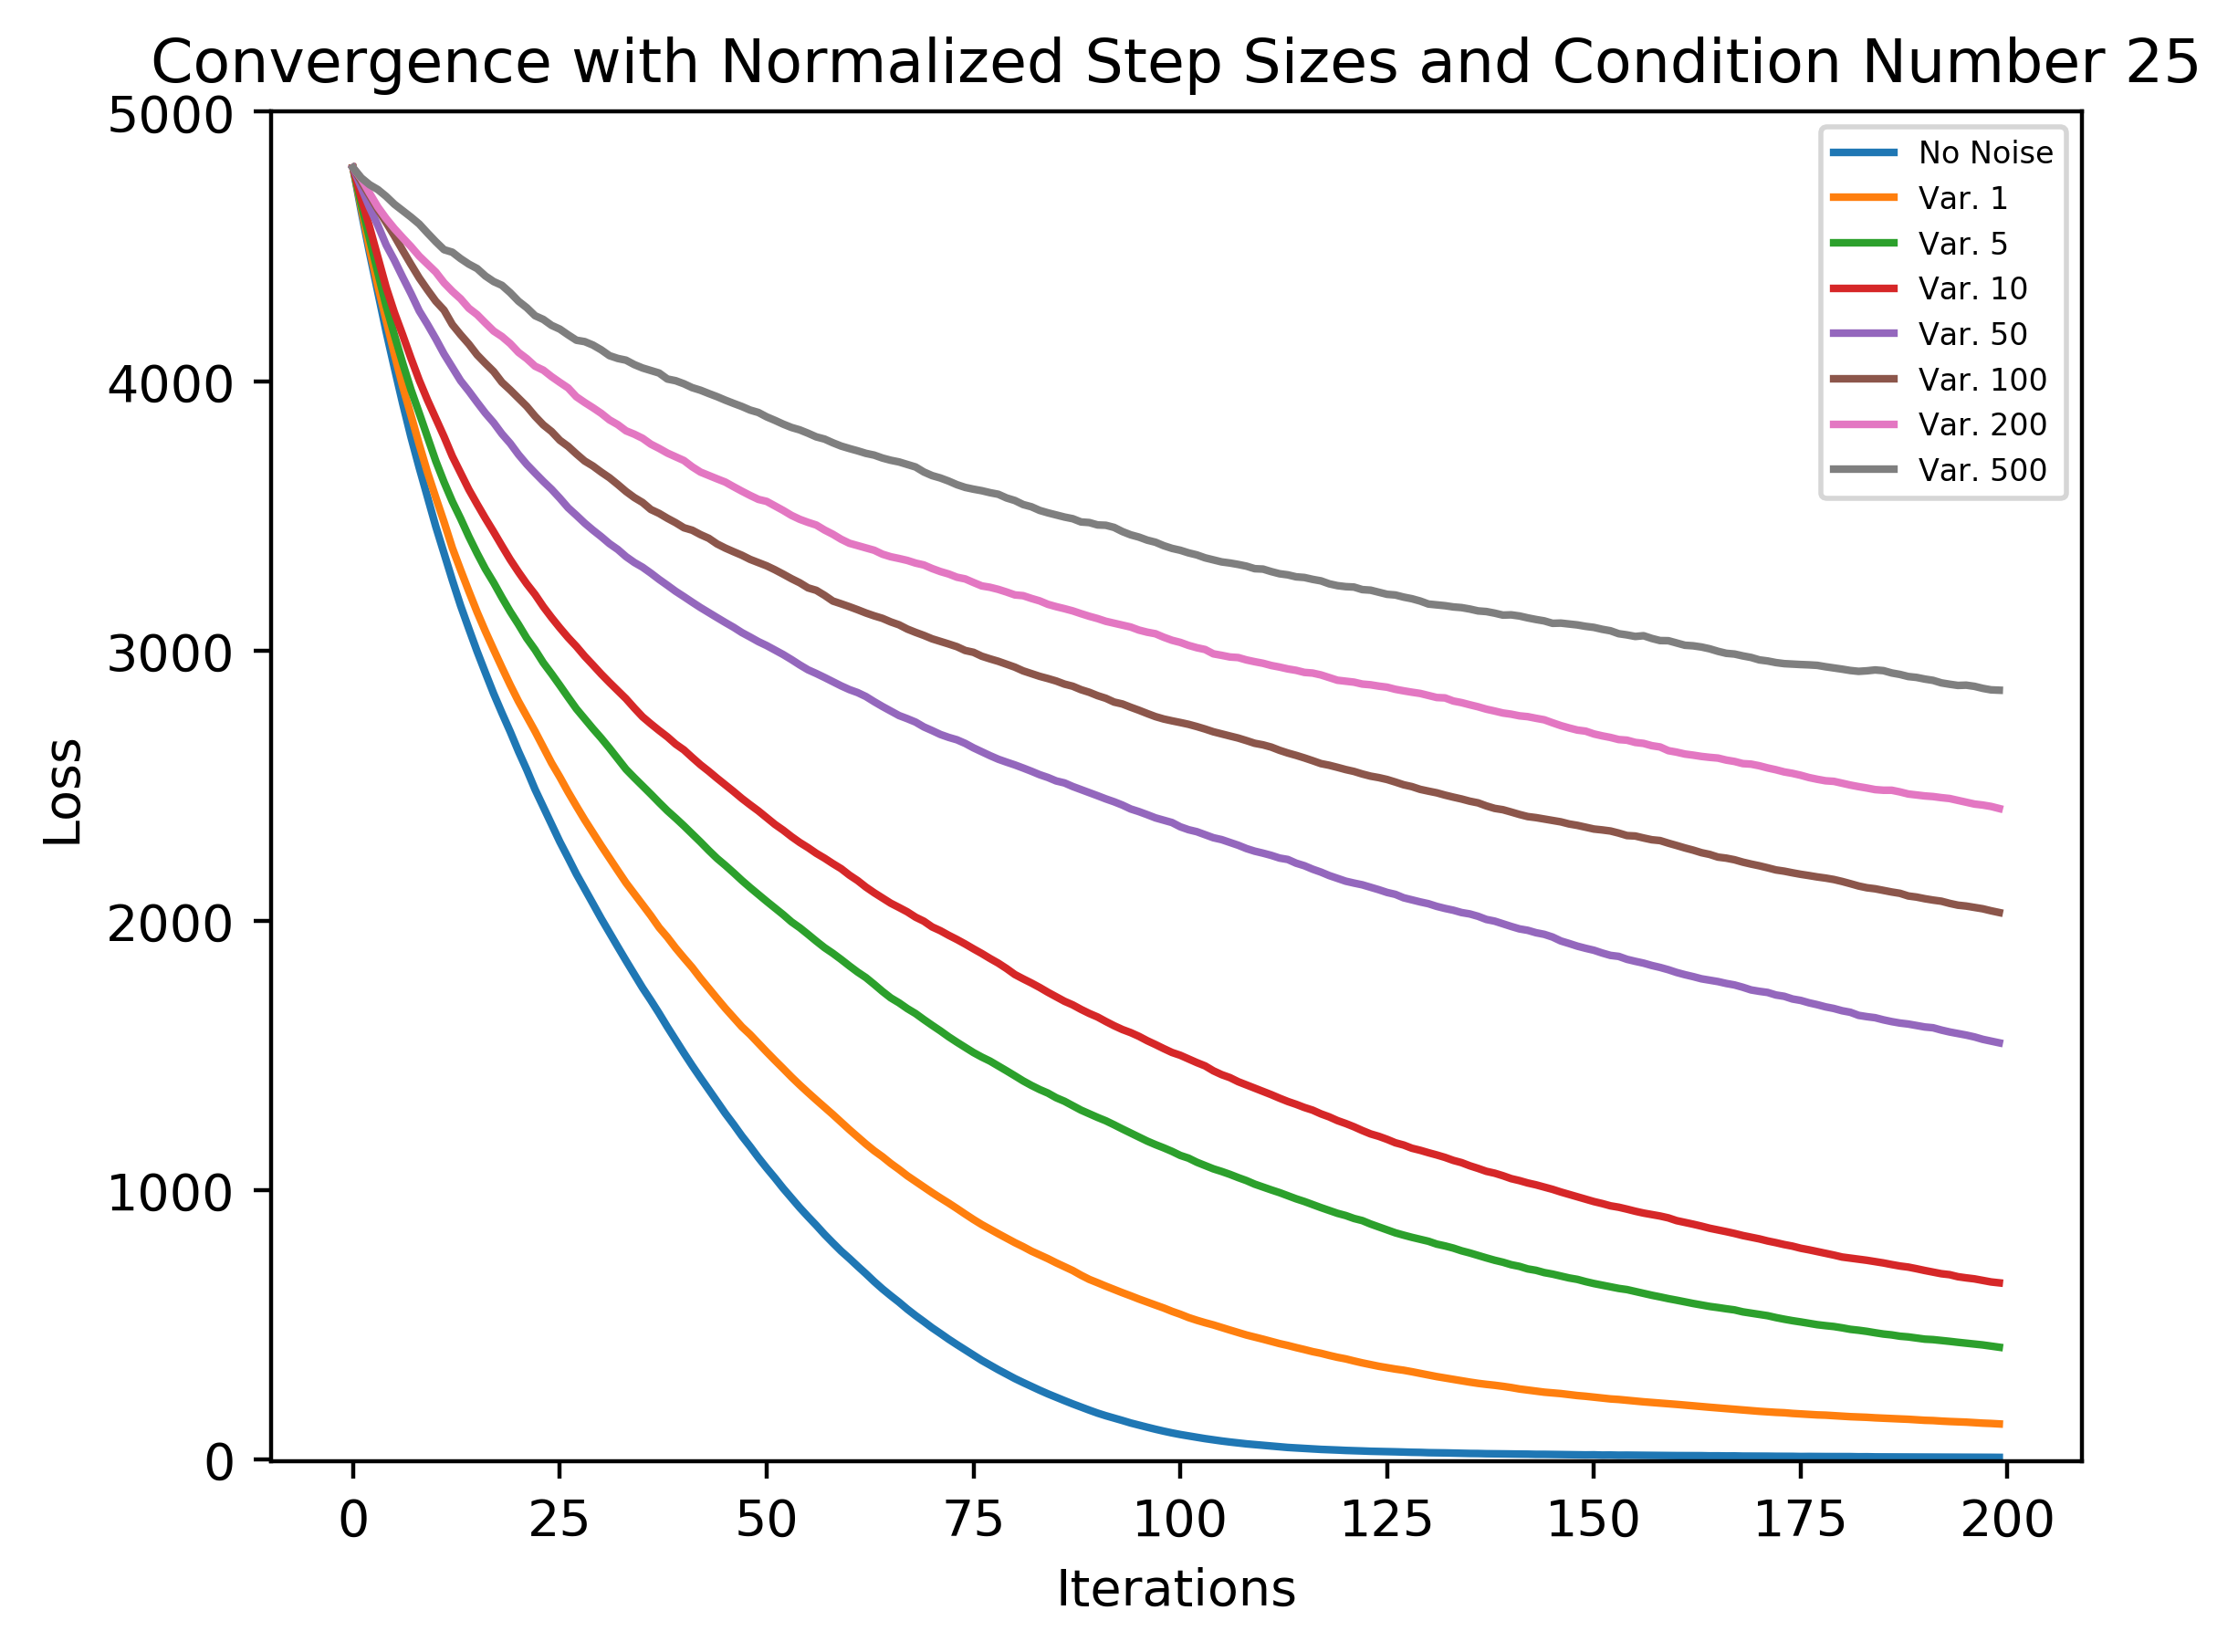 Convergence with Normalized Step Sizes and Condition Number 25
5000
4000
3000
2000
1000
0
Loss
No Noise
Var. 1
Var. 5
Var. 10
Var. 50
Var. 100
Var. 200
Var. 500
0 25 50 75 100 125 150 175 200
Iterations